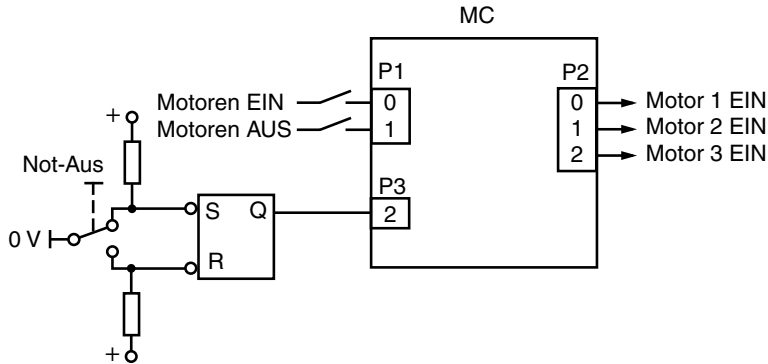 MC
P1
P2
Motoren EIN
0
0
Motor 1 EIN
Motoren AUS
1
1
Motor 2 EIN
2
Motor 3 EIN
+
Not-Aus
P3
S
Q
2
0 V
R
+